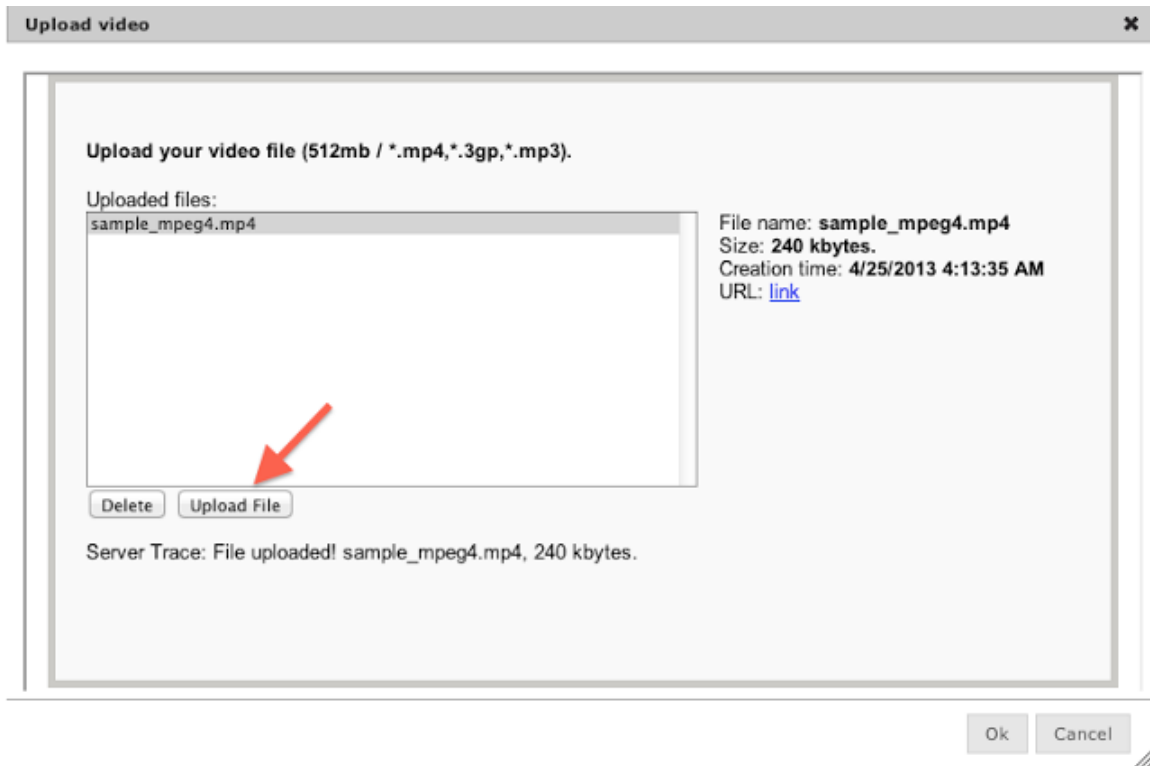 Upload video
Upload your video file (512mb / *.mp4,*.3gp,*.mp3).
Uploaded files:
sample_mpeg4.mp4
File name: sample_mpeg4.mp4
Size: 240 kbytes.
Creation time: 4/25/2013 4:13:35 AM
URL: link
Delete Upload File
Server Trace: File uploaded! sample_mpeg4.mp4, 240 kbytes.
Ok Cancel